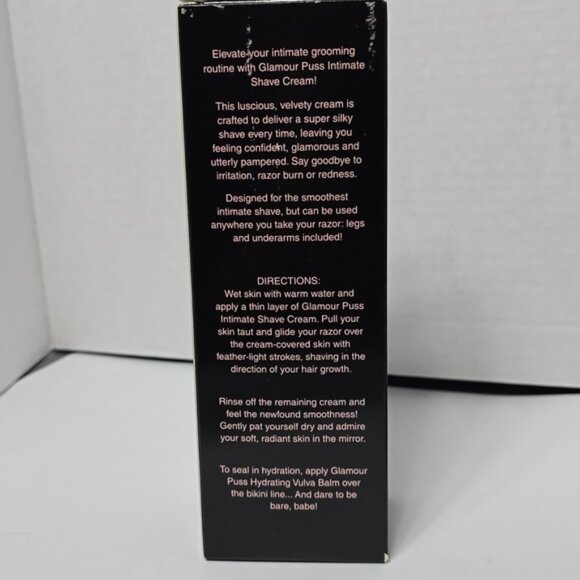 Elevate your intimate grooming
routine with Glamour Puss Intimate
Shave Cream!
This luscious, velvety cream is
crafted to deliver a super silky
shave every time, leaving you
feeling confident, glamorous and
utterly pampered. Say goodbye to
irritation, razor burn or redness.
Designed for the smoothest
intimate shave, but can be used
anywhere you take your razor: legs
and underarms included!
DIRECTIONS:
Wet skin with warm water and
apply a thin layer of Glamour Puss
Intimate Shave Cream. Pull your
skin taut and glide your razor over
the cream-covered skin with
feather-light strokes, shaving in the
direction of your hair growth.
Rinse off the remaining cream and
feel the newfound smoothness!
Gently pat yourself dry and admire
your soft, radiant skin in the mirror.
To seal in hydration, apply Glamour
Puss Hydrating Vulva Balm over
the bikini line... And dare to be
bare, babe!